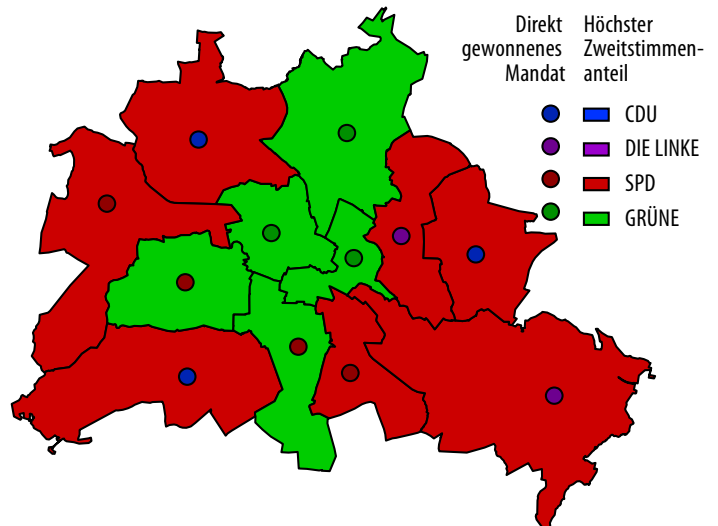 Direkt Höchster
gewonnenes Zweitstimmen-
Mandat anteil
CDU
DIE LINKE
SPD
GRÜNE